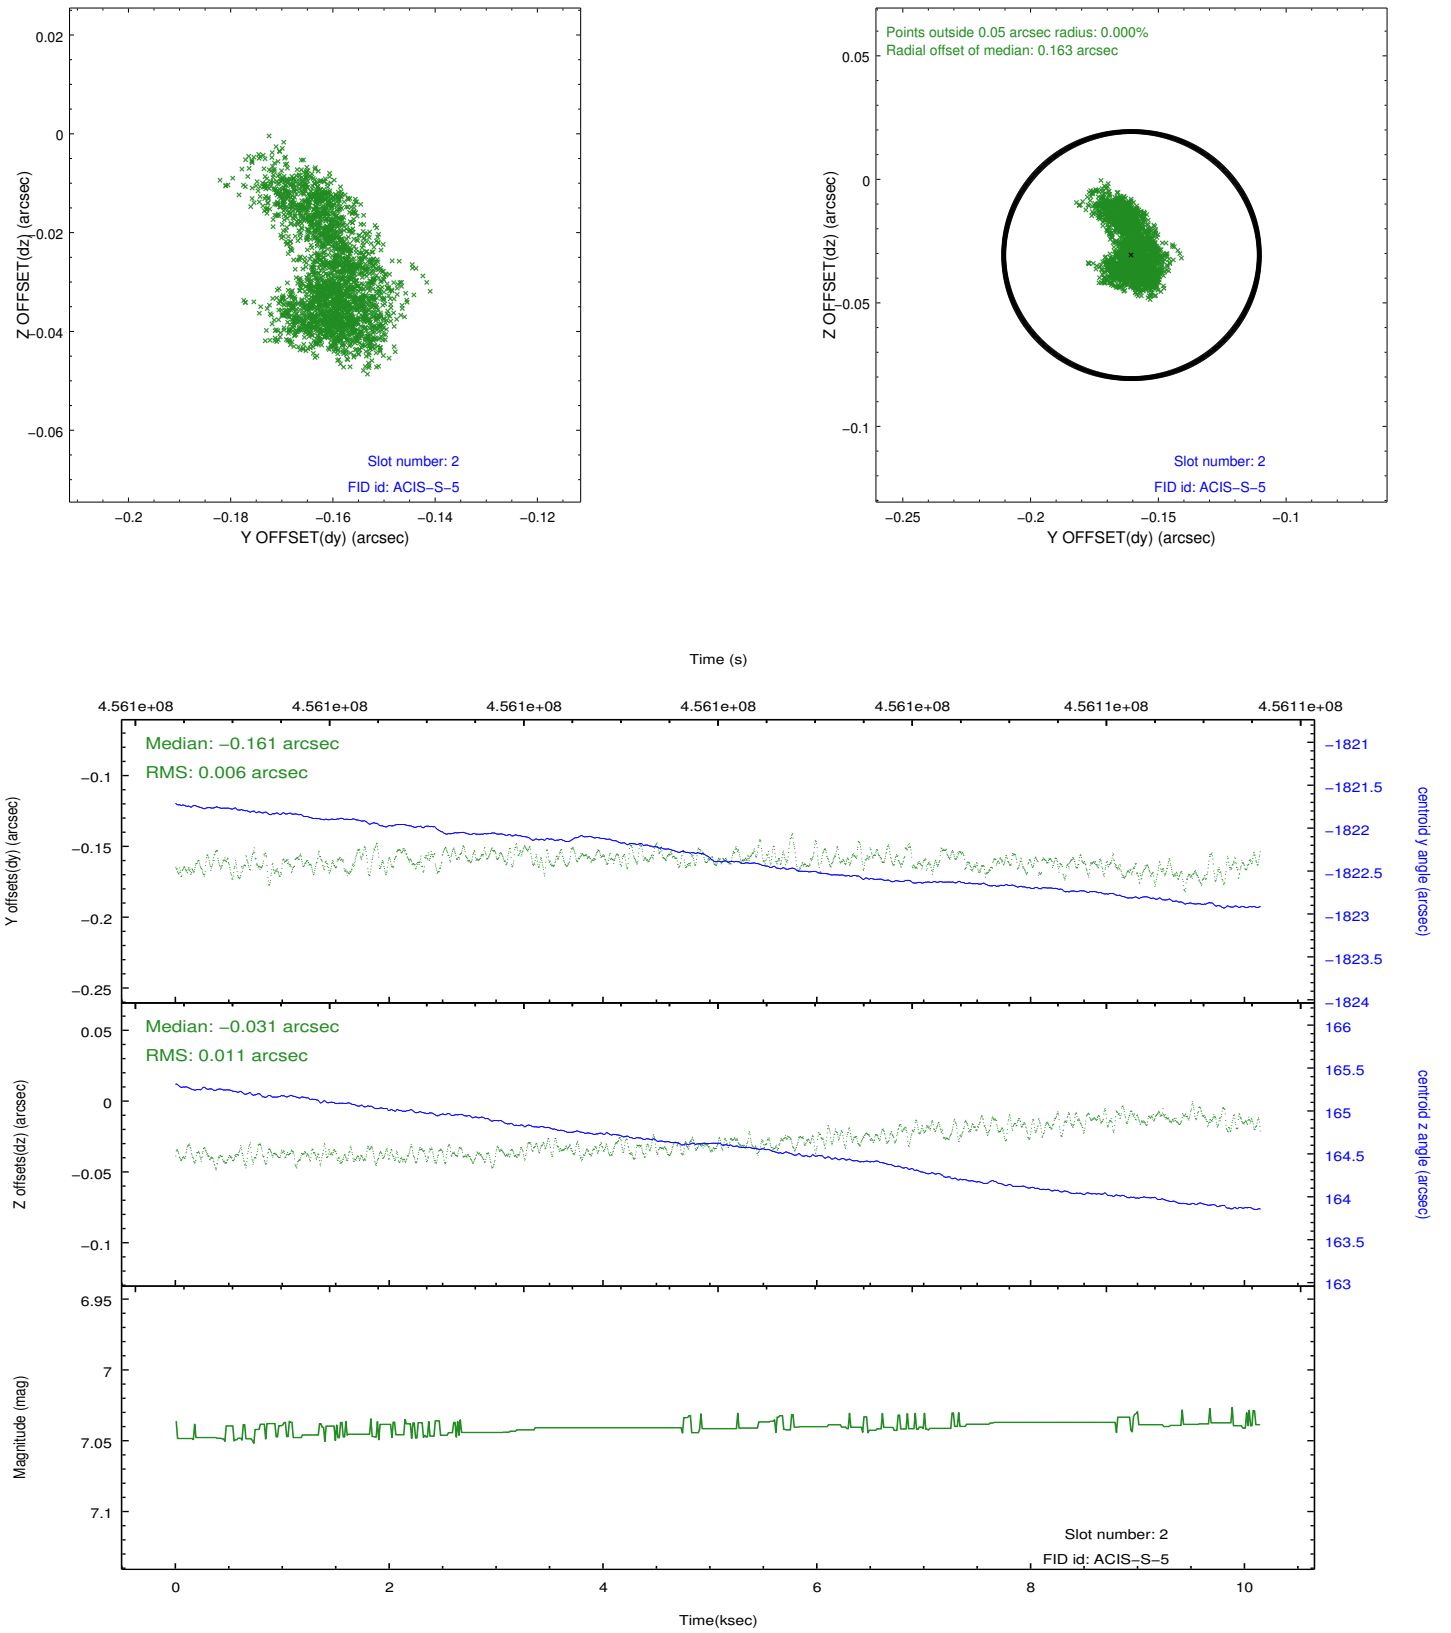 0.02
0
−0.02
−0.04
−0.06
Z OFFSET(dz) (arcsec)
Slot number: 2
FID id: ACIS−S−5
−0.2
−0.18
−0.16
−0.14
−0.12
Y OFFSET(dy) (arcsec)
Points outside 0.05 arcsec radius: 0.000%
Radial offset of median: 0.163 arcsec
0.05
0
−0.05
−0.1
Z OFFSET(dz) (arcsec)
Slot number: 2
FID id: ACIS−S−5
−0.25
−0.2
−0.15
−0.1
Y OFFSET(dy) (arcsec)
Time (s)
4.561e+08
4.561e+08
4.561e+08
4.561e+08
4.561e+08
4.5611e+08
4.5611e+08
Median: −0.161 arcsec
RMS: 0.006 arcsec
−0.1
−0.15
−0.2
−0.25
Y offsets(dy) (arcsec)
−1821
−1821.5
−1822
−1822.5
−1823
−1823.5
−1824
centroid y angle (arcsec)
Median: −0.031 arcsec
RMS: 0.011 arcsec
0.05
0
−0.05
−0.1
Z offsets(dz) (arcsec)
166
165.5
165
164.5
164
163.5
163
centroid z angle (arcsec)
6.95
7
7.05
7.1
Magnitude (mag)
Slot number: 2
FID id: ACIS−S−5
0
2
4
6
8
10
Time(ksec)